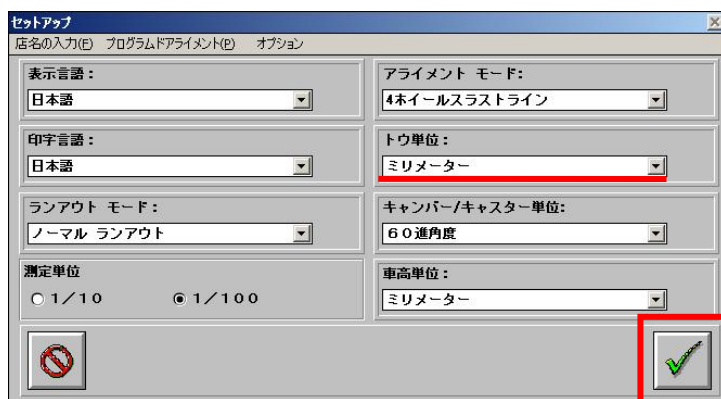 セットアップ
店名の入力(E) プログラムドアライメント(P) オプション
表示言語：
日本語
アライメント モード：
4ホイールスラストライン
印字言語：
日本語
トウ単位：
ミリメーター
ランアウト モード：
ノーマル ランアウト
キャンバー/キャスター単位：
６０進角度
測定単位
１／１０ １／１００
車高単位：
ミリメーター